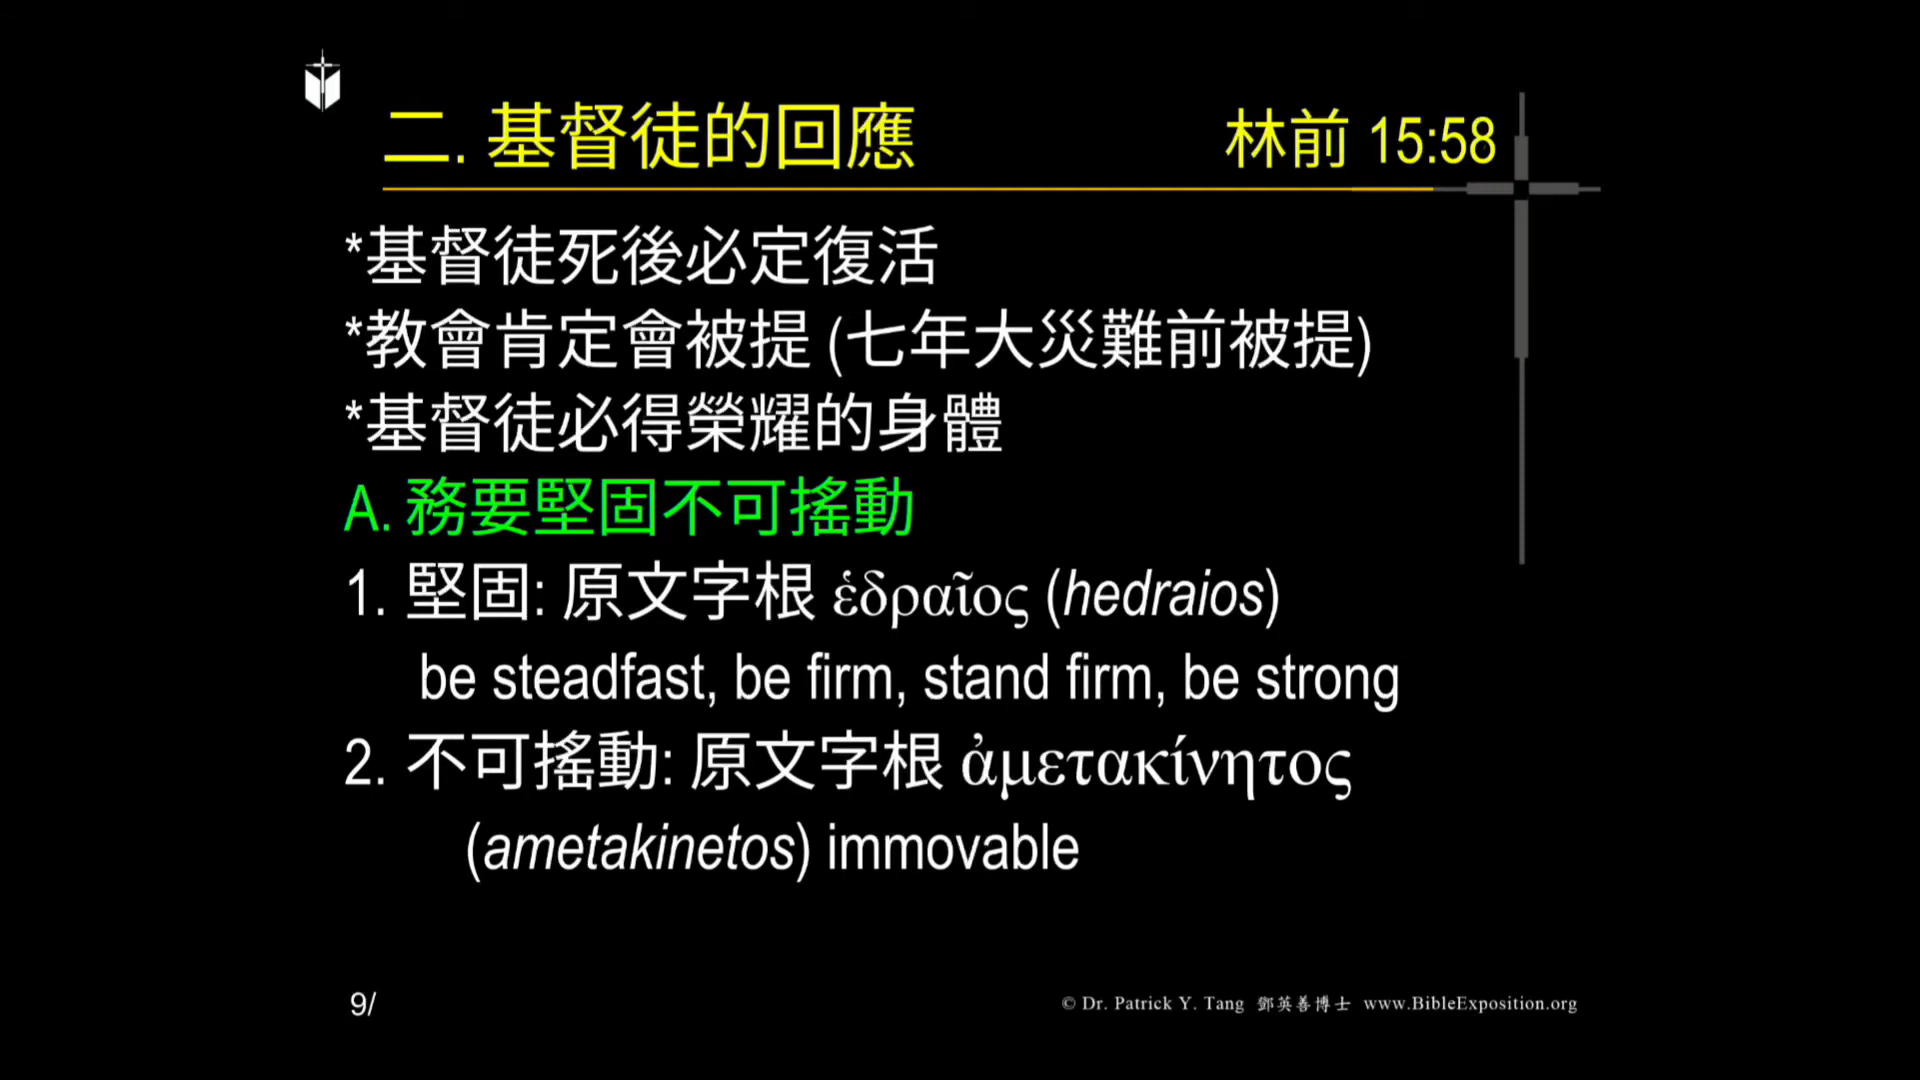 二. 基督徒的回應 林前 15:58
*基督徒死後必定復活
*教會肯定會被提 (七年大災難前被提)
*基督徒必得榮耀的身體
A. 務要堅固不可搖動
1. 堅固: 原文字根 ἑδραῖος (hedraios)
be steadfast, be firm, stand firm, be strong
2. 不可搖動: 原文字根 ἀμετακίνητος
(ametakinetos) immovable
9/
© Dr. Patrick Y. Tang 鄧英善博士 www.BibleExposition.org